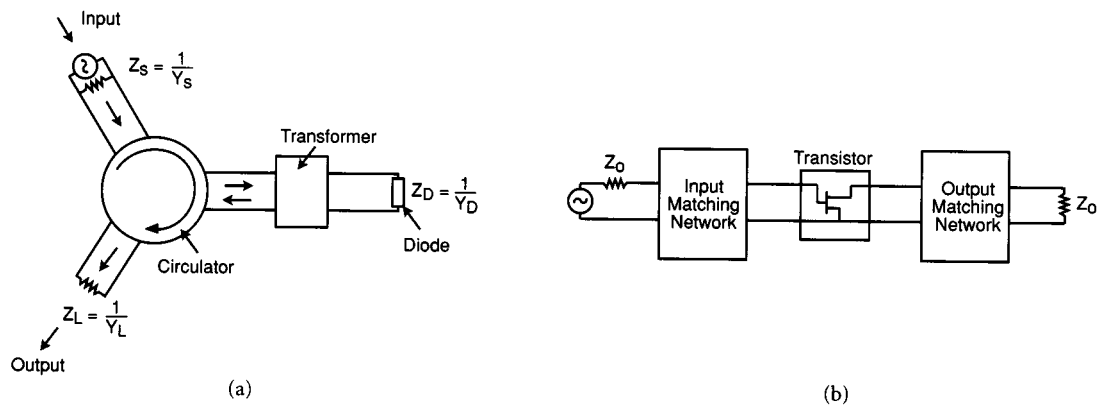 Input
Z_S = 1/Y_S
Transformer
Z_D = 1/Y_D
Diode
Circulator
Z_L = 1/Y_L
Output
(a)
Z_o
Input
Matching
Network
Transistor
Output
Matching
Network
Z_o
(b)